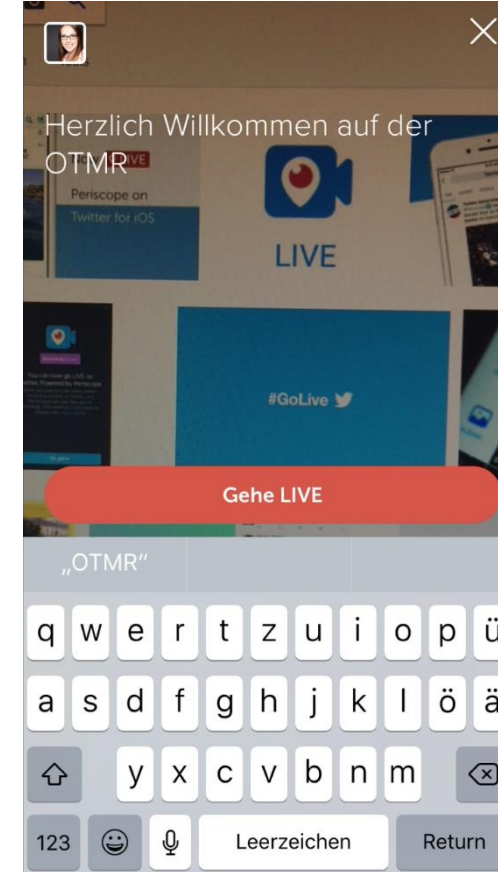 Herzlich Willkommen auf der
OTMR
LIVE
Periscope on
Twitter for iOS
LIVE
#GoLive
Gehe LIVE
„OTMR“
q w e r t z u i o p ü
a s d f g h j k l ö ä
y x c v b n m
123 Leerzeichen Return